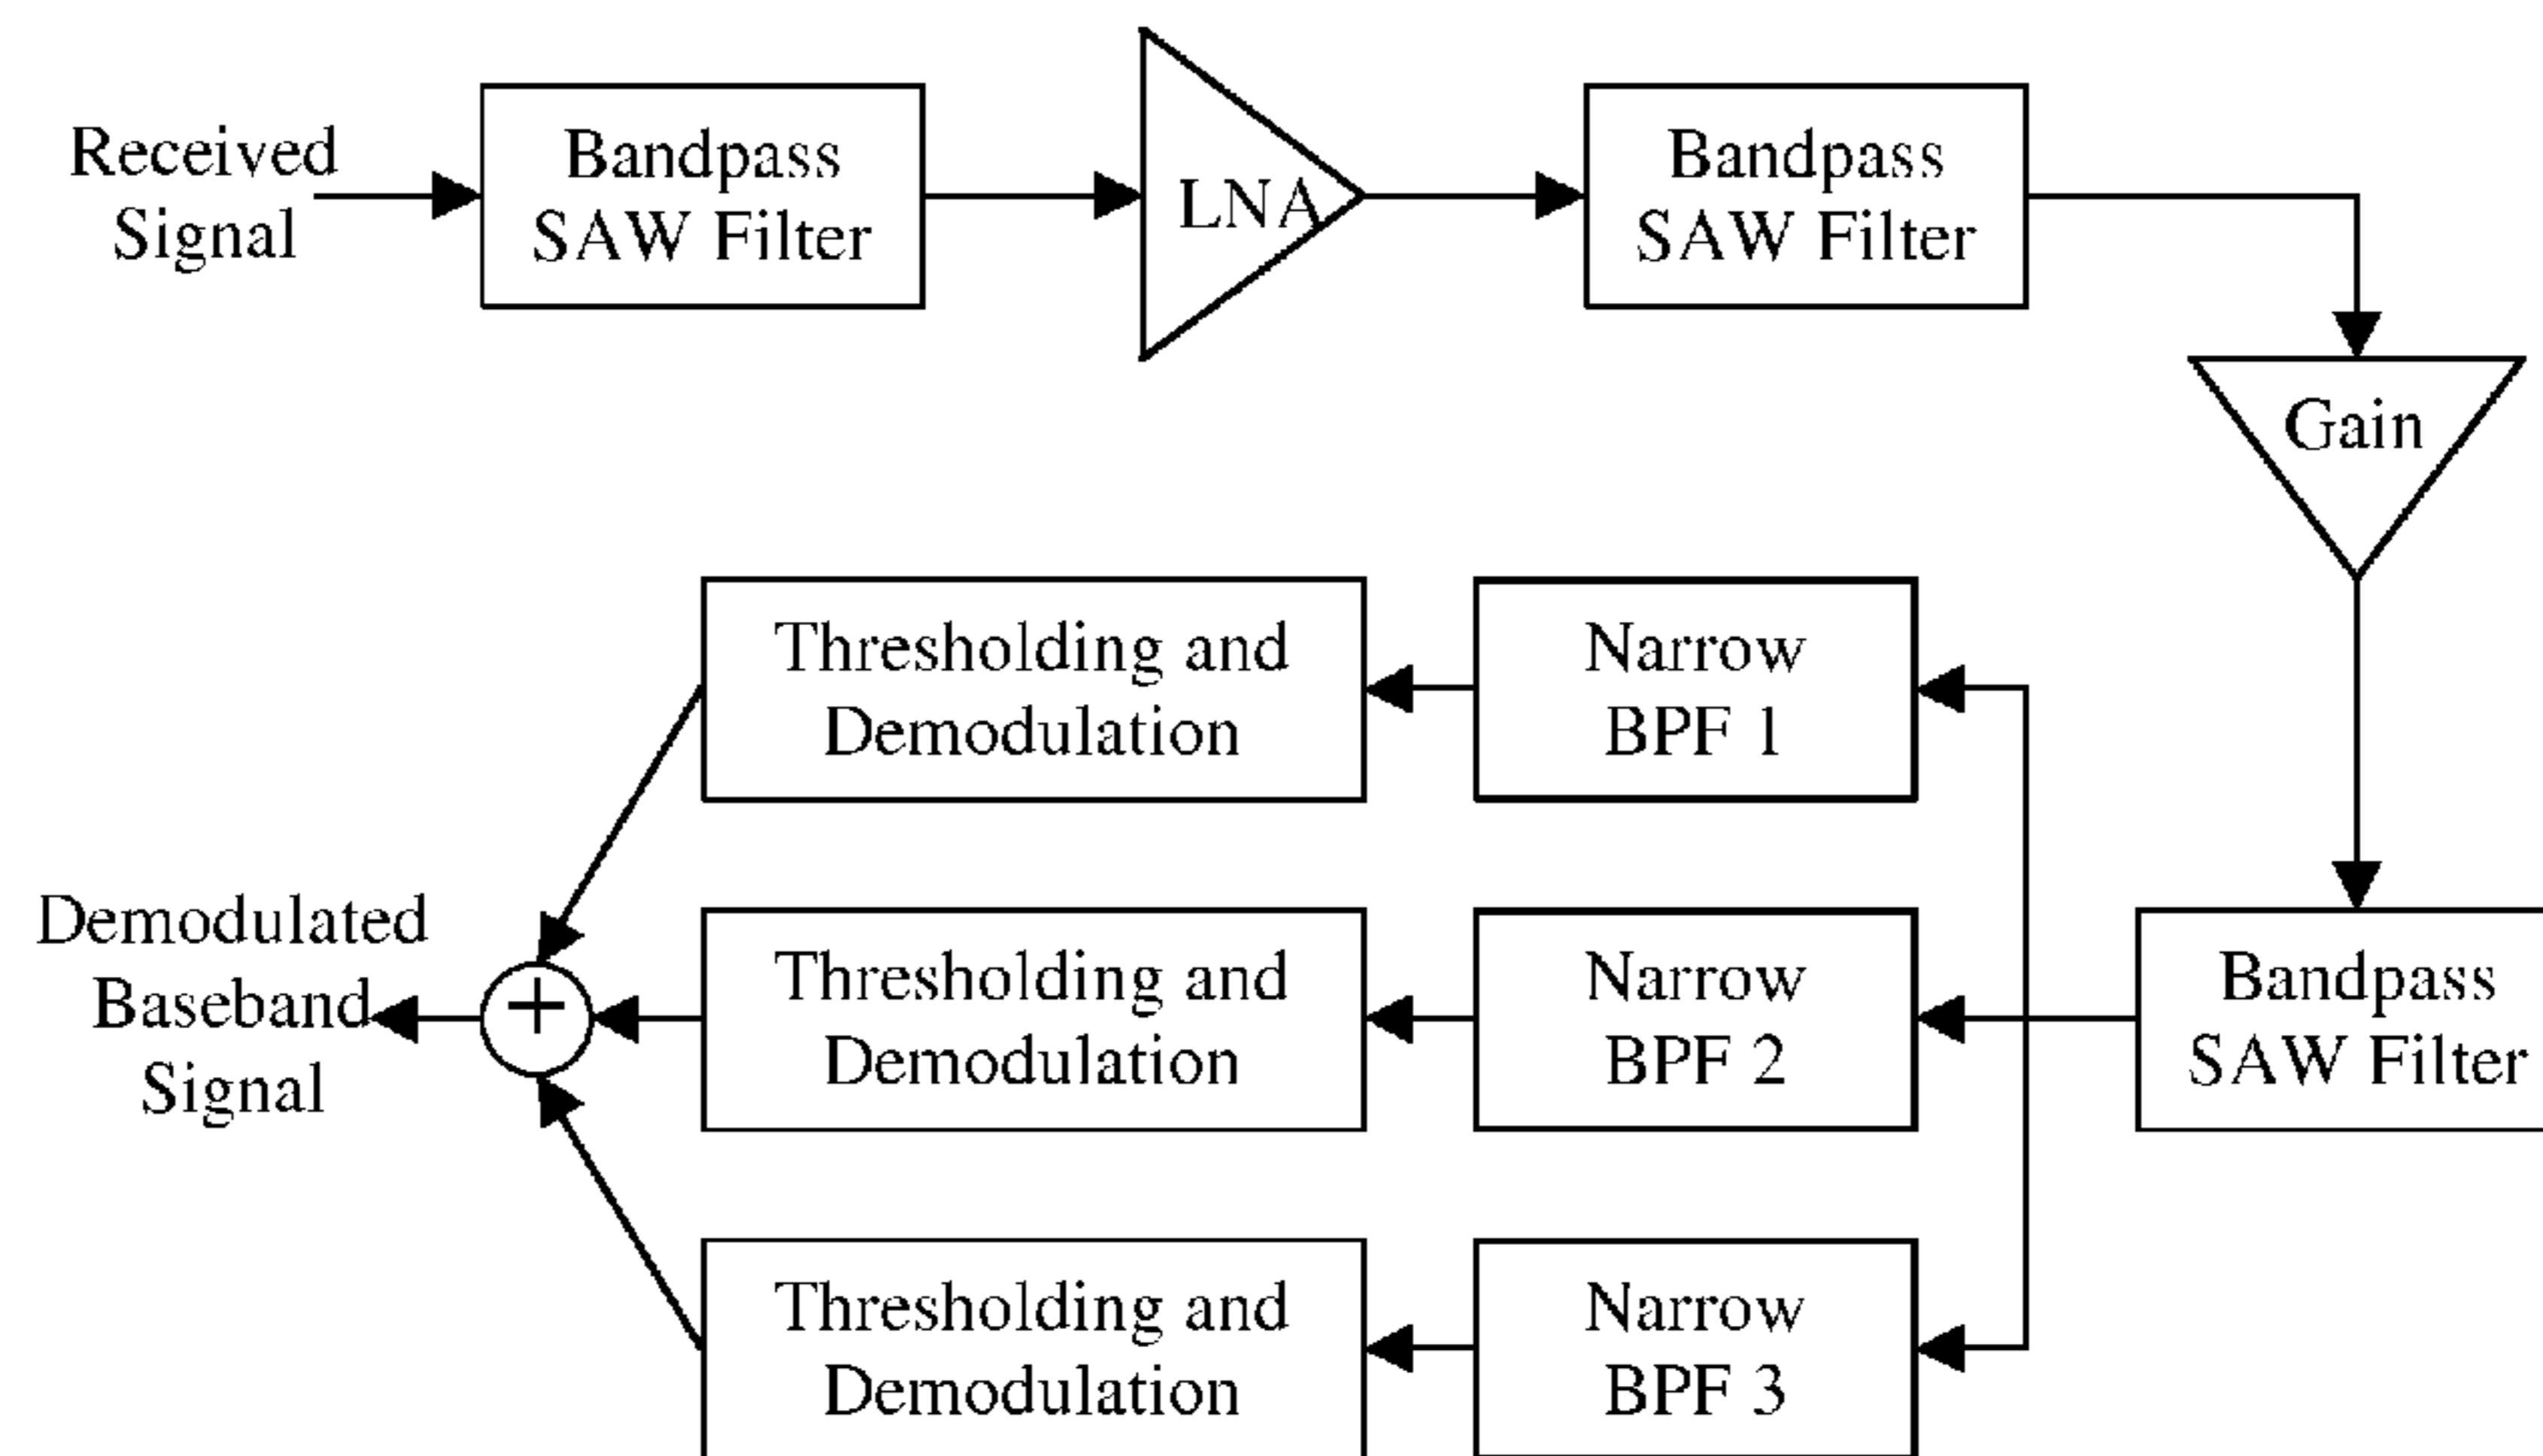 Received
Signal
Bandpass
SAW Filter
LNA
Bandpass
SAW Filter
Gain
Thresholding and
Demodulation
Narrow
BPF 1
Demodulated
Baseband
Signal
+
Thresholding and
Demodulation
Narrow
BPF 2
Bandpass
SAW Filter
Thresholding and
Demodulation
Narrow
BPF 3